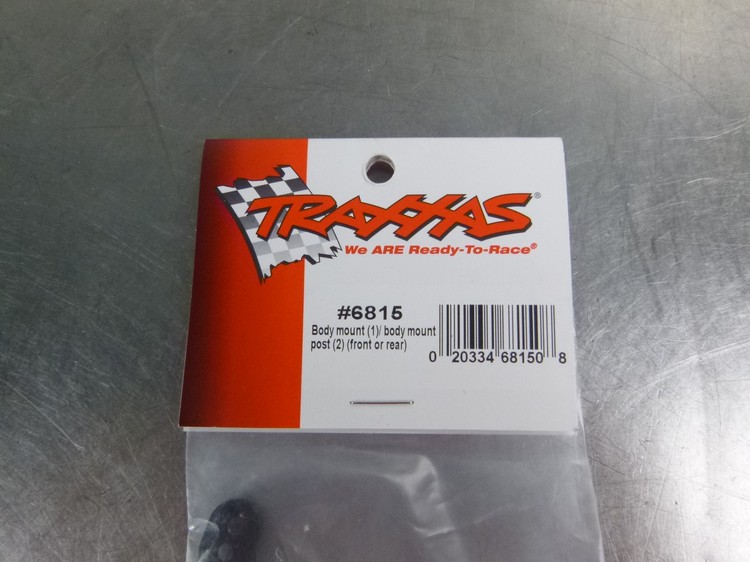 TRAXXAS®
We ARE Ready-To-Race®
#6815
Body mount (1)/ body mount
post (2) (front or rear)
0 20334 68150 8